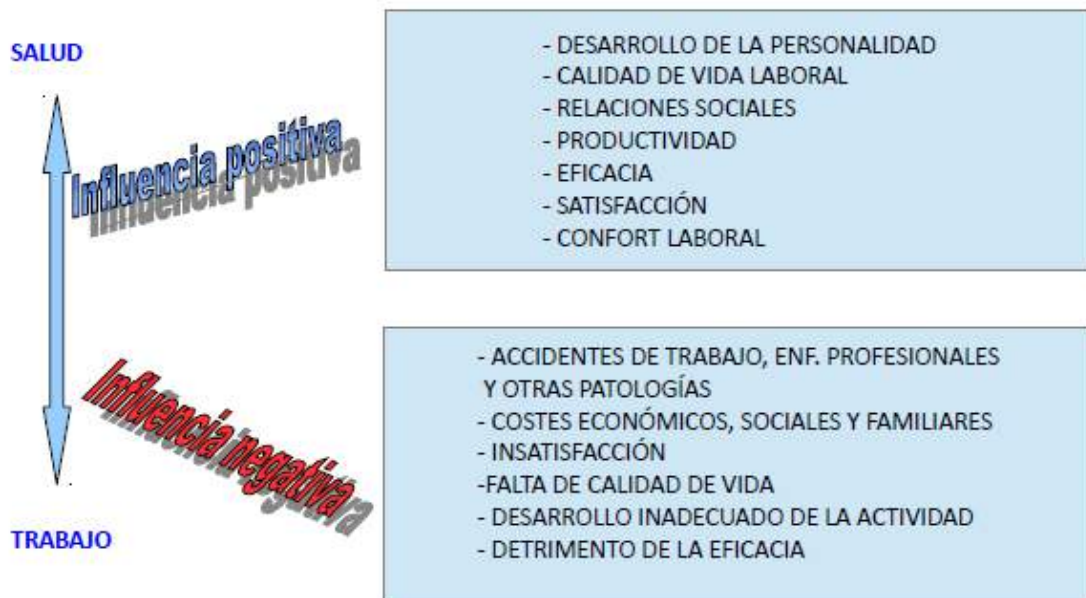 SALUD
Influencia positiva
- DESARROLLO DE LA PERSONALIDAD
- CALIDAD DE VIDA LABORAL
- RELACIONES SOCIALES
- PRODUCTIVIDAD
- EFICACIA
- SATISFACCIÓN
- CONFORT LABORAL
Influencia negativa
- ACCIDENTES DE TRABAJO, ENF. PROFESIONALES
Y OTRAS PATOLOGÍAS
- COSTES ECONÓMICOS, SOCIALES Y FAMILIARES
- INSATISFACCIÓN
-FALTA DE CALIDAD DE VIDA
- DESARROLLO INADECUADO DE LA ACTIVIDAD
- DETRIMENTO DE LA EFICACIA
TRABAJO